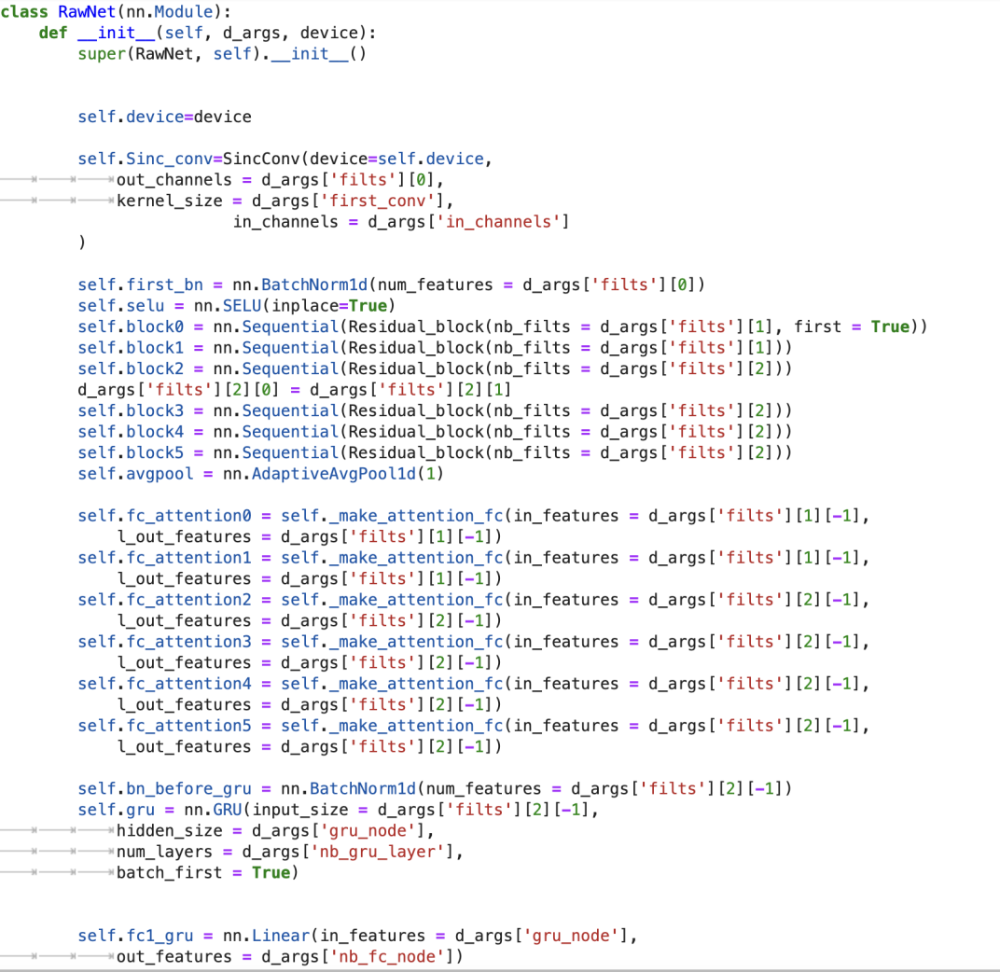 class RawNet(nn.Module):
    def __init__(self, d_args, device):
        super(RawNet, self).__init__()


        self.device=device

        self.Sinc_conv=SincConv(device=self.device,
            out_channels = d_args['filts'][0],
            kernel_size = d_args['first_conv'],
                        in_channels = d_args['in_channels']
        )

        self.first_bn = nn.BatchNorm1d(num_features = d_args['filts'][0])
        self.selu = nn.SELU(inplace=True)
        self.block0 = nn.Sequential(Residual_block(nb_filts = d_args['filts'][1], first = True))
        self.block1 = nn.Sequential(Residual_block(nb_filts = d_args['filts'][1]))
        self.block2 = nn.Sequential(Residual_block(nb_filts = d_args['filts'][2]))
        d_args['filts'][2][0] = d_args['filts'][2][1]
        self.block3 = nn.Sequential(Residual_block(nb_filts = d_args['filts'][2]))
        self.block4 = nn.Sequential(Residual_block(nb_filts = d_args['filts'][2]))
        self.block5 = nn.Sequential(Residual_block(nb_filts = d_args['filts'][2]))
        self.avgpool = nn.AdaptiveAvgPool1d(1)

        self.fc_attention0 = self._make_attention_fc(in_features = d_args['filts'][1][-1],
            l_out_features = d_args['filts'][1][-1])
        self.fc_attention1 = self._make_attention_fc(in_features = d_args['filts'][1][-1],
            l_out_features = d_args['filts'][1][-1])
        self.fc_attention2 = self._make_attention_fc(in_features = d_args['filts'][2][-1],
            l_out_features = d_args['filts'][2][-1])
        self.fc_attention3 = self._make_attention_fc(in_features = d_args['filts'][2][-1],
            l_out_features = d_args['filts'][2][-1])
        self.fc_attention4 = self._make_attention_fc(in_features = d_args['filts'][2][-1],
            l_out_features = d_args['filts'][2][-1])
        self.fc_attention5 = self._make_attention_fc(in_features = d_args['filts'][2][-1],
            l_out_features = d_args['filts'][2][-1])

        self.bn_before_gru = nn.BatchNorm1d(num_features = d_args['filts'][2][-1])
        self.gru = nn.GRU(input_size = d_args['filts'][2][-1],
            hidden_size = d_args['gru_node'],
            num_layers = d_args['nb_gru_layer'],
            batch_first = True)


        self.fc1_gru = nn.Linear(in_features = d_args['gru_node'],
            out_features = d_args['nb_fc_node'])